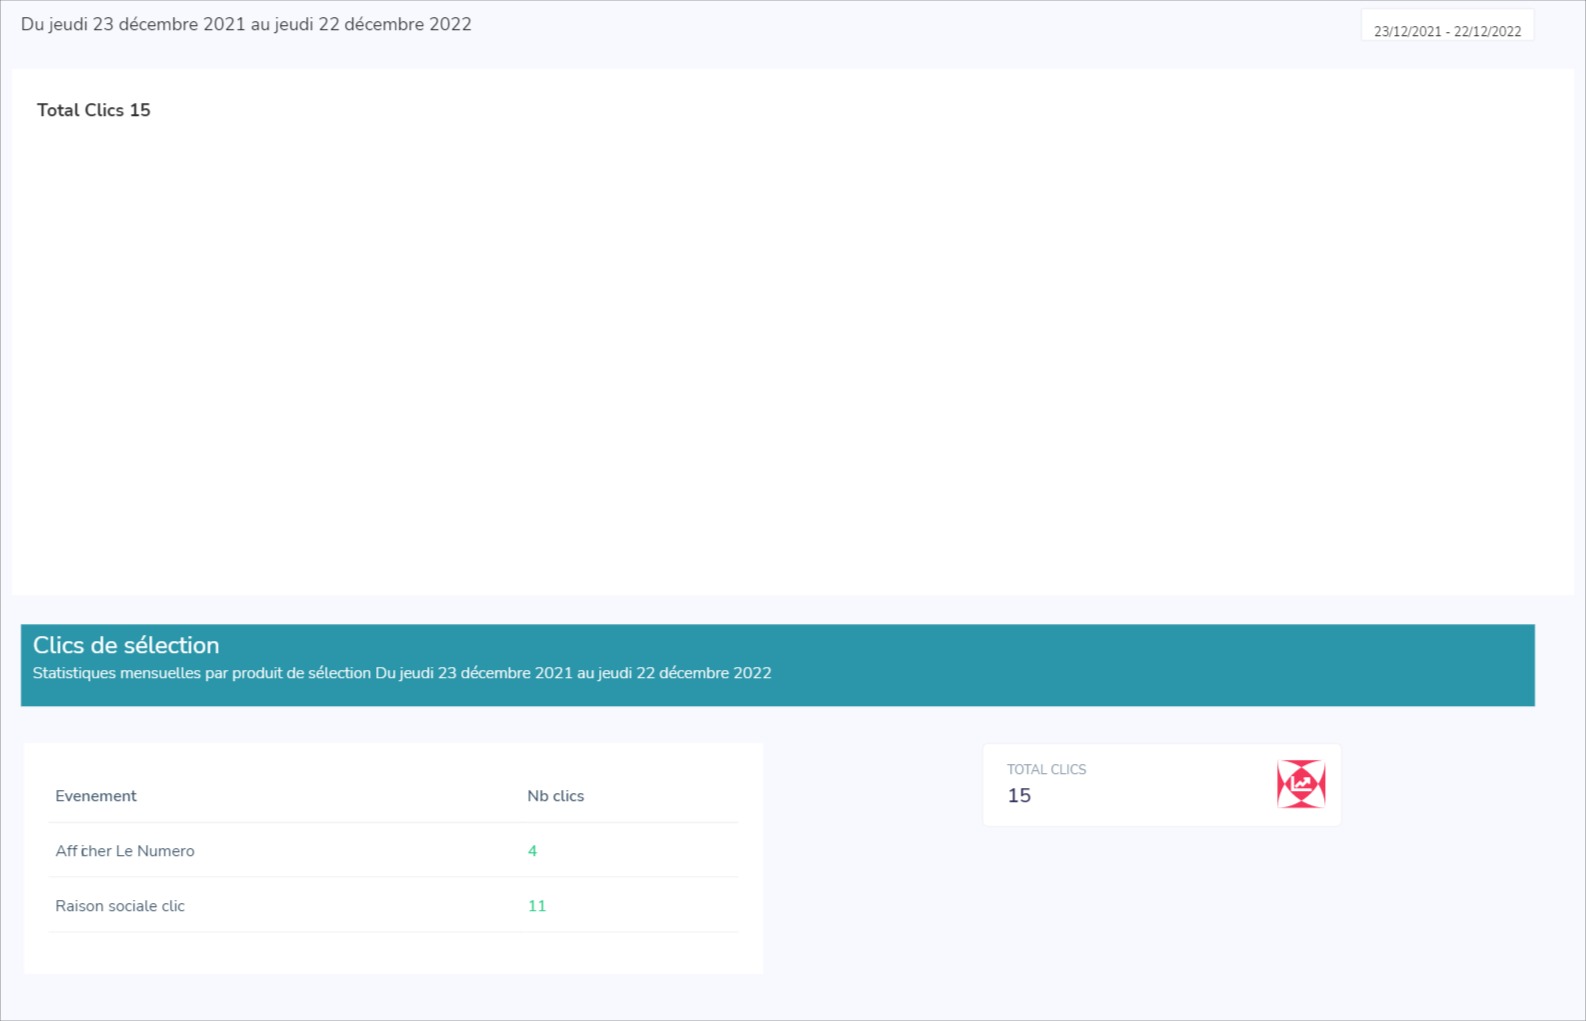 Du jeudi 23 décembre 2021 au jeudi 22 décembre 2022
23/12/2021 - 22/12/2022
Total Clics 15
Clics de sélection
Statistiques mensuelles par produit de sélection Du jeudi 23 décembre 2021 au jeudi 22 décembre 2022
Evenement Nb clics
Afficher Le Numero 4
Raison sociale clic 11
TOTAL CLICS
15